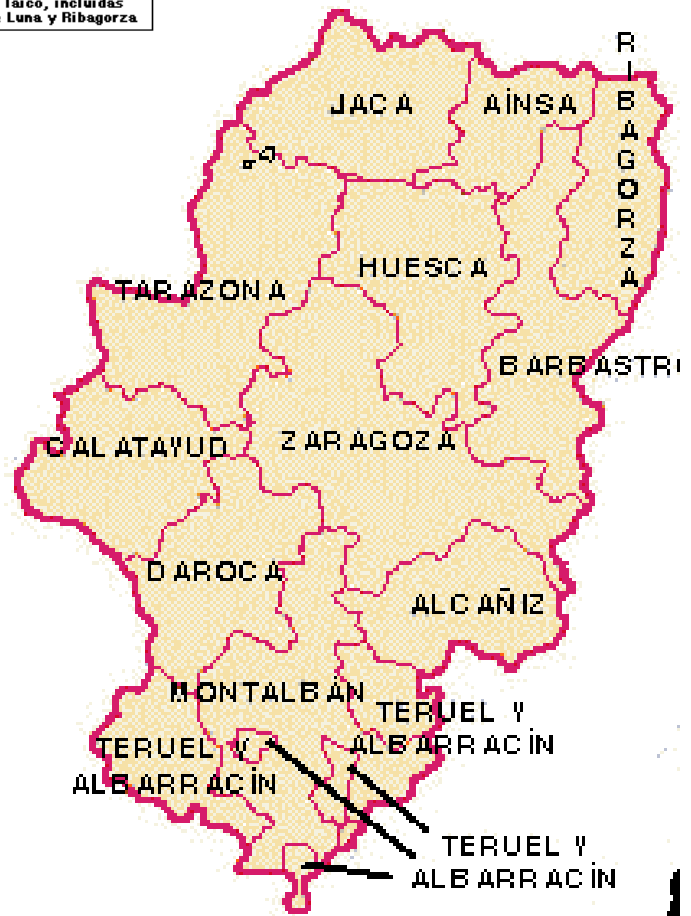 laico, incluidas
Luna y Ribagorza
RIBAGORZA
JACA
AÍNSA
HUESCA
TARAZONA
BARBASTRO
CALATAYUD
ZARAGOZA
DAROCA
ALCAÑIZ
MONTALBÁN
TERUEL Y
ALBARRACÍN
TERUEL Y
ALBARRACÍN
TERUEL Y
ALBARRACÍN